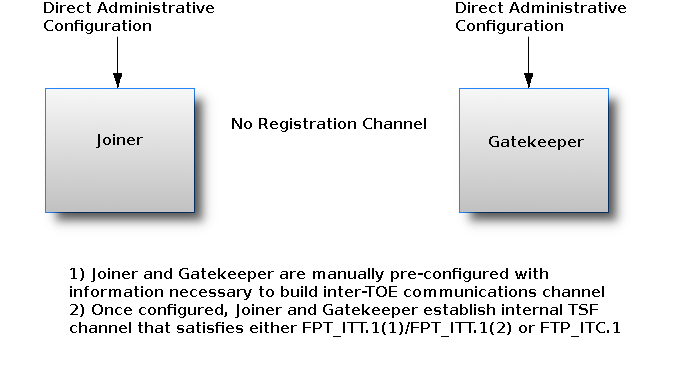 Direct Administrative
Configuration
Direct Administrative
Configuration
Joiner
No Registration Channel
Gatekeeper
1) Joiner and Gatekeeper are manually pre-configured with
information necessary to build inter-TOE communications channel
2) Once configured, Joiner and Gatekeeper establish internal TSF
channel that satisfies either FPT_ITT.1(1)/FPT_ITT.1(2) or FTP_ITC.1